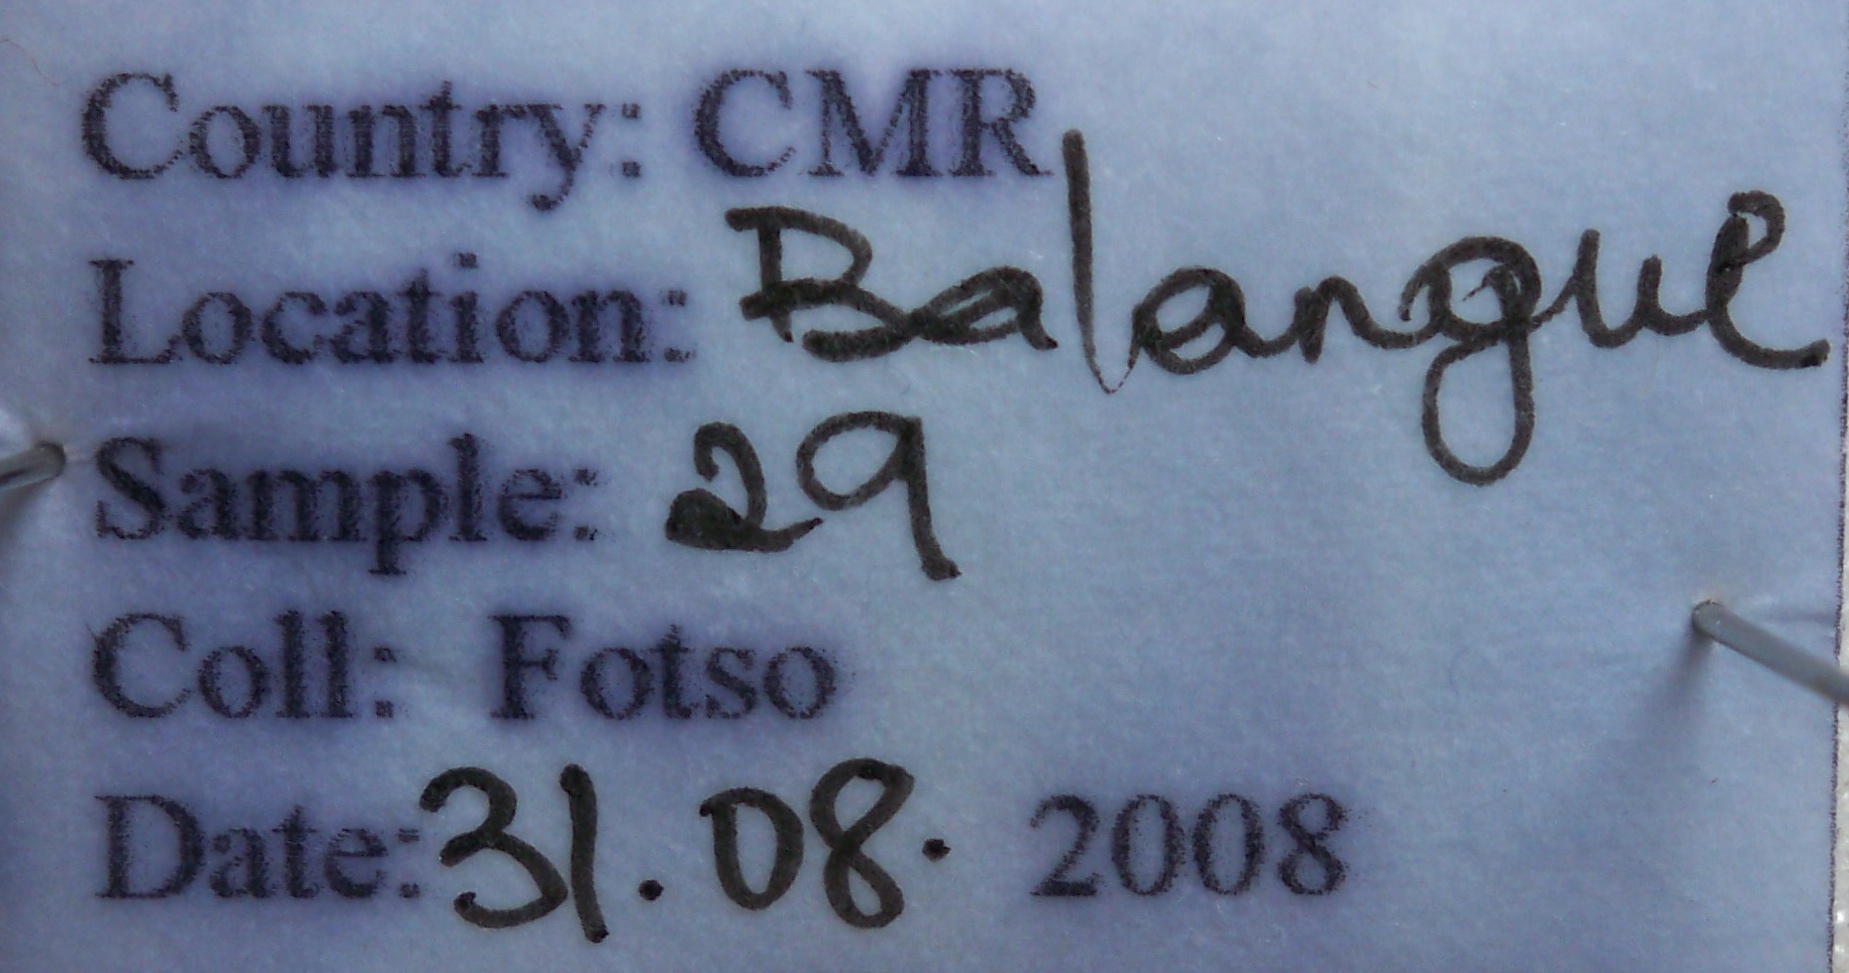 Country: CMR
Location: Balangue
Sample: 29
Coll: Fotso
Date: 31.08. 2008